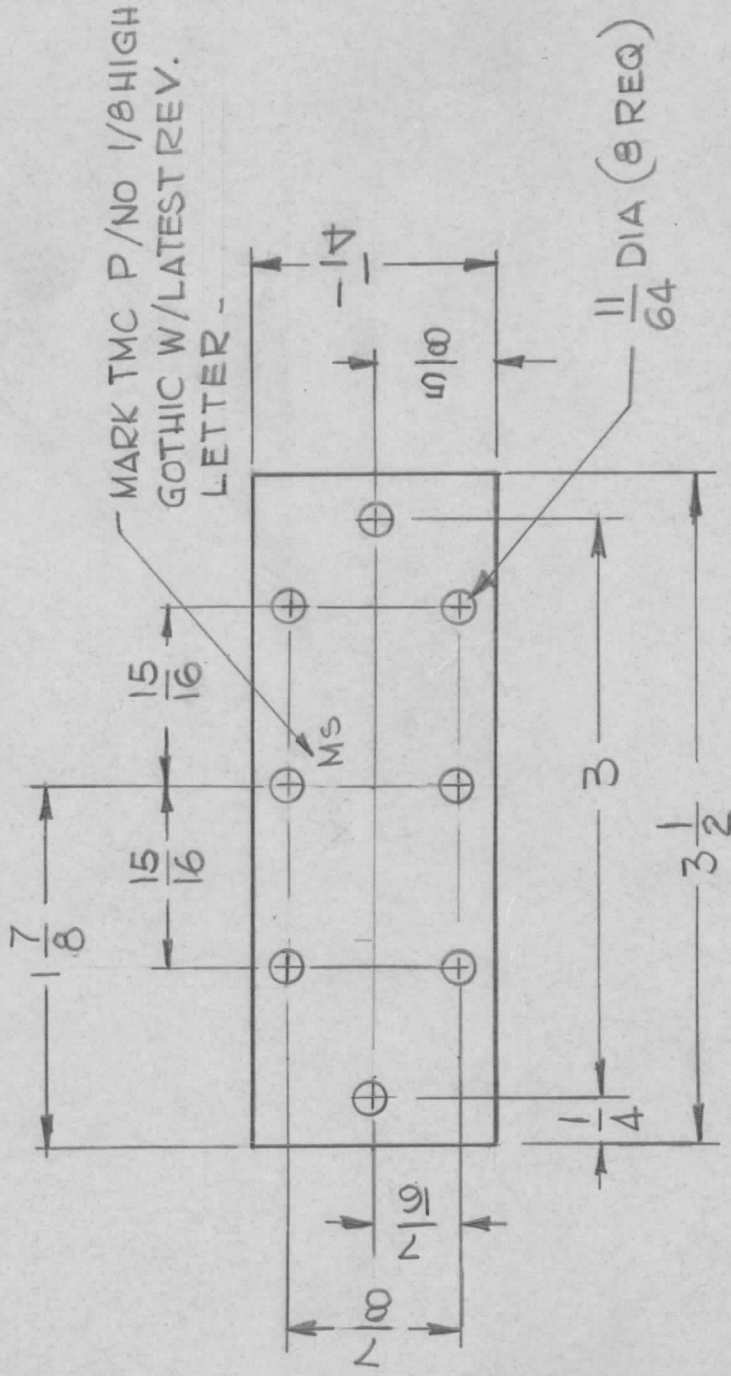 MARK TMC P/NO 1/8 HIGH
GOTHIC W/LATEST REV.
LETTER -
1 7/8
15/16
15/16
MS
1 1/4
5/8
7/8
7/16
11/64 DIA (8 REQ)
1/4
3
3 1/2